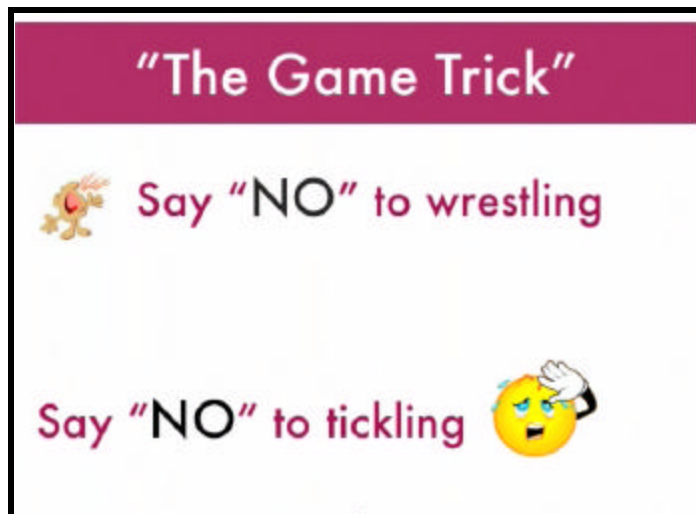 "The Game Trick"
Say "NO" to wrestling
Say "NO" to tickling